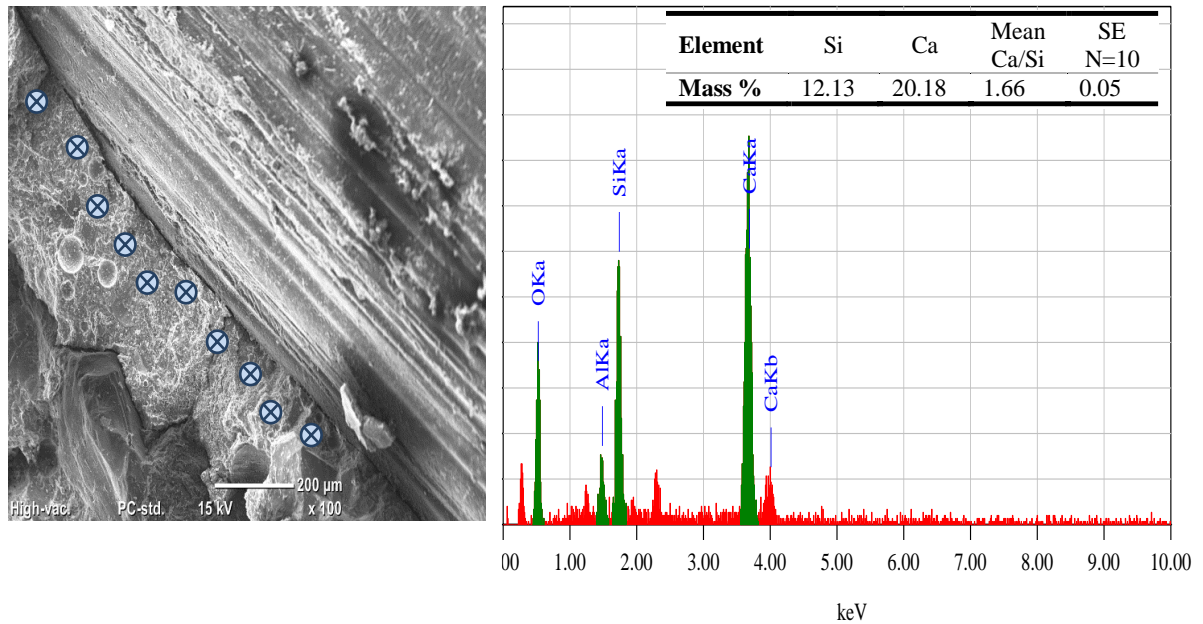 High-vac. PC-std. 15 kV x 100
200 µm
Element Si Ca Mean Ca/Si SE N=10
Mass % 12.13 20.18 1.66 0.05
OKa
AlKa
SiKa
CaKa
CaKb
00 1.00 2.00 3.00 4.00 5.00 6.00 7.00 8.00 9.00 10.00
keV